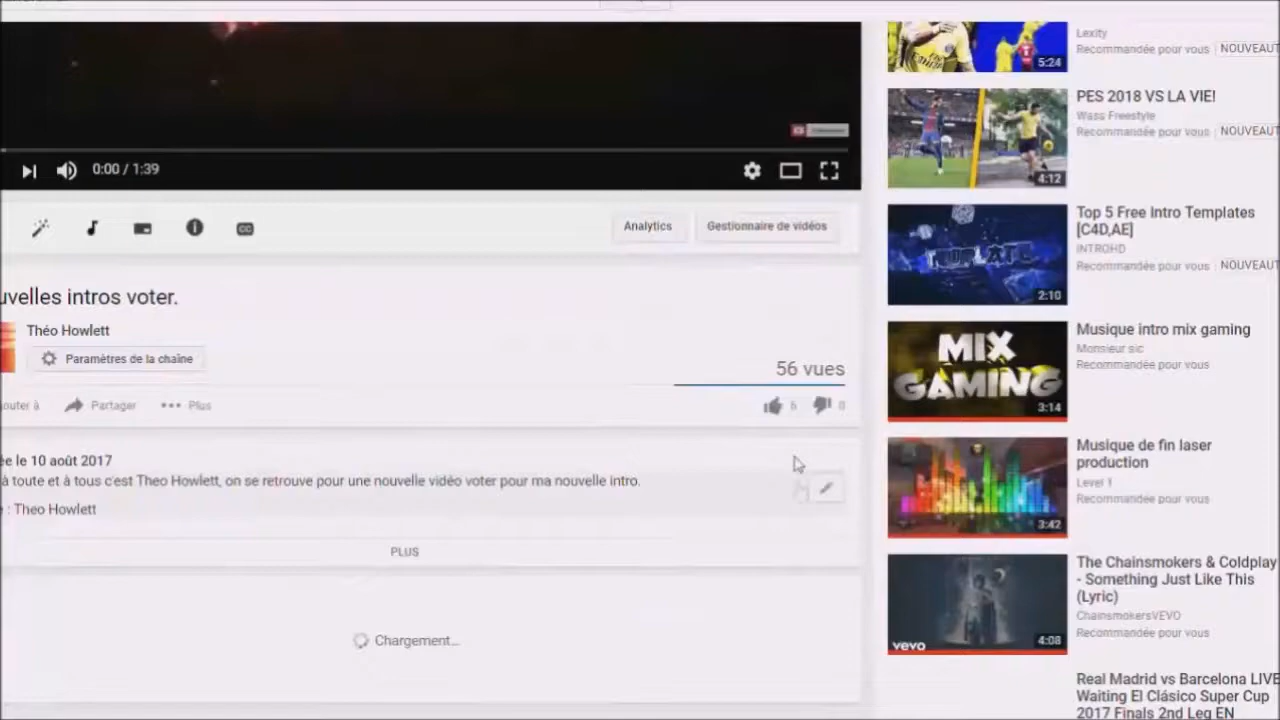 0:00 / 1:39
Analytics
Gestionnaire de vidéos
uvelles intros voter.
Théo Howlett
Paramètres de la chaîne
56 vues
jouter à
Partager
Plus
6
0
ée le 10 août 2017
à toute et à tous c'est Theo Howlett, on se retrouve pour une nouvelle vidéo voter pour ma nouvelle intro.
: Theo Howlett
PLUS
Chargement...
Lexity
Recommandée pour vous
NOUVEAUT
5:24
PES 2018 VS LA VIE!
Wass Freestyle
Recommandée pour vous
NOUVEAUT
4:12
Top 5 Free Intro Templates
[C4D,AE]
INTROHD
Recommandée pour vous
NOUVEAUT
TEMPLATE
2:10
Musique intro mix gaming
Monsieur sic
Recommandée pour vous
MIX
GAMING
3:14
Musique de fin laser
production
Level 1
Recommandée pour vous
3:42
The Chainsmokers & Coldplay
- Something Just Like This
(Lyric)
ChainsmokersVEVO
Recommandée pour vous
vevo
4:08
Real Madrid vs Barcelona LIVE
Waiting El Clásico Super Cup
2017 Finals 2nd Leg EN